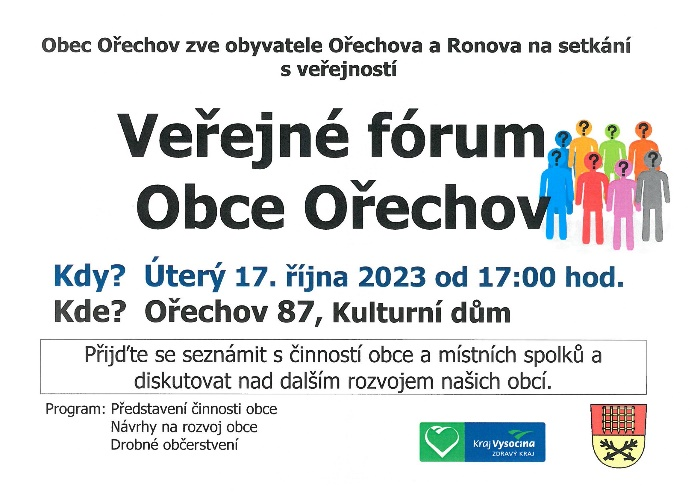 Obec Ořechov zve obyvatele Ořechova a Ronova na setkání
s veřejností
Veřejné fórum
Obce Ořechov
? ? ? ?
? ? ? ?
Kdy? Úterý 17. října 2023 od 17:00 hod.
Kde? Ořechov 87, Kulturní dům
Přijďte se seznámit s činností obce a místních spolků a
diskutovat nad dalším rozvojem našich obcí.
Program: Představení činnosti obce
Návrhy na rozvoj obce
Drobné občerstvení
Kraj Vysocina
ZDRAVÝ KRAJ